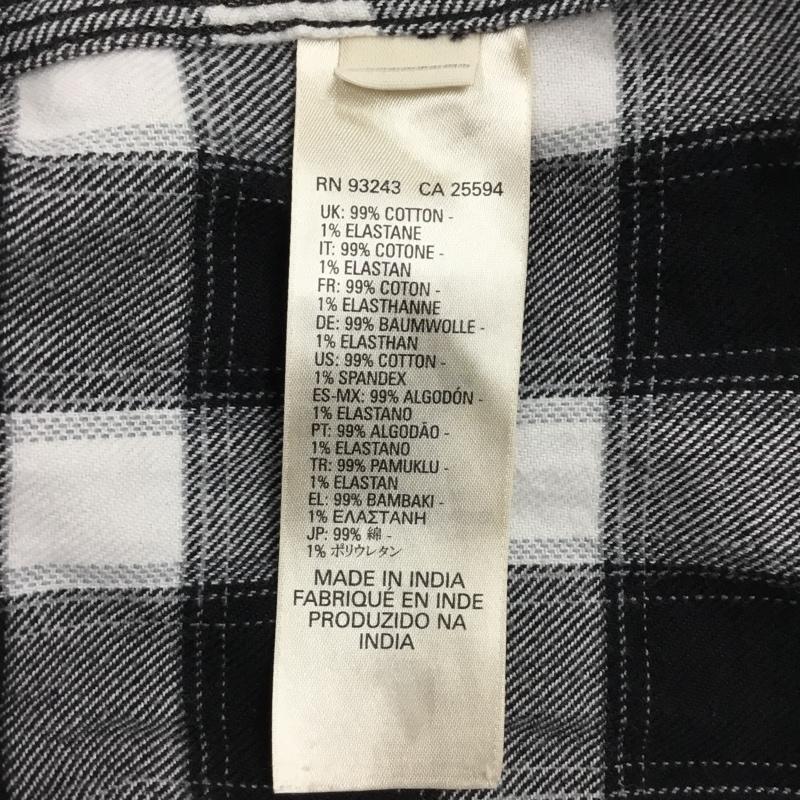 RN 93243 CA 25594
UK: 99% COTTON -
1% ELASTANE
IT: 99% COTONE -
1% ELASTAN
FR: 99% COTON -
1% ELASTHANNE
DE: 99% BAUMWOLLE -
1% ELASTHAN
US: 99% COTTON -
1% SPANDEX
ES-MX: 99% ALGODÓN -
1% ELASTANO
PT: 99% ALGODÃO -
1% ELASTANO
TR: 99% PAMUKLU -
1% ELASTAN
EL: 99% ΒΑΜΒΑΚΙ -
1% ΕΛΑΣΤΑΝΗ
JP: 99% 綿 -
1% ポリウレタン
MADE IN INDIA
FABRIQUÉ EN INDE
PRODUZIDO NA
INDIA